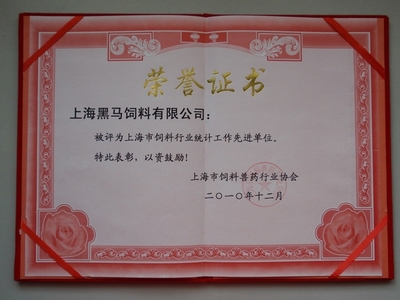 荣誉证书
上海黑马饲料有限公司：
被评为上海市饲料行业统计工作先进单位。
特此表彰，以资鼓励！
上海市饲料兽药行业协会
二〇一〇年十二月